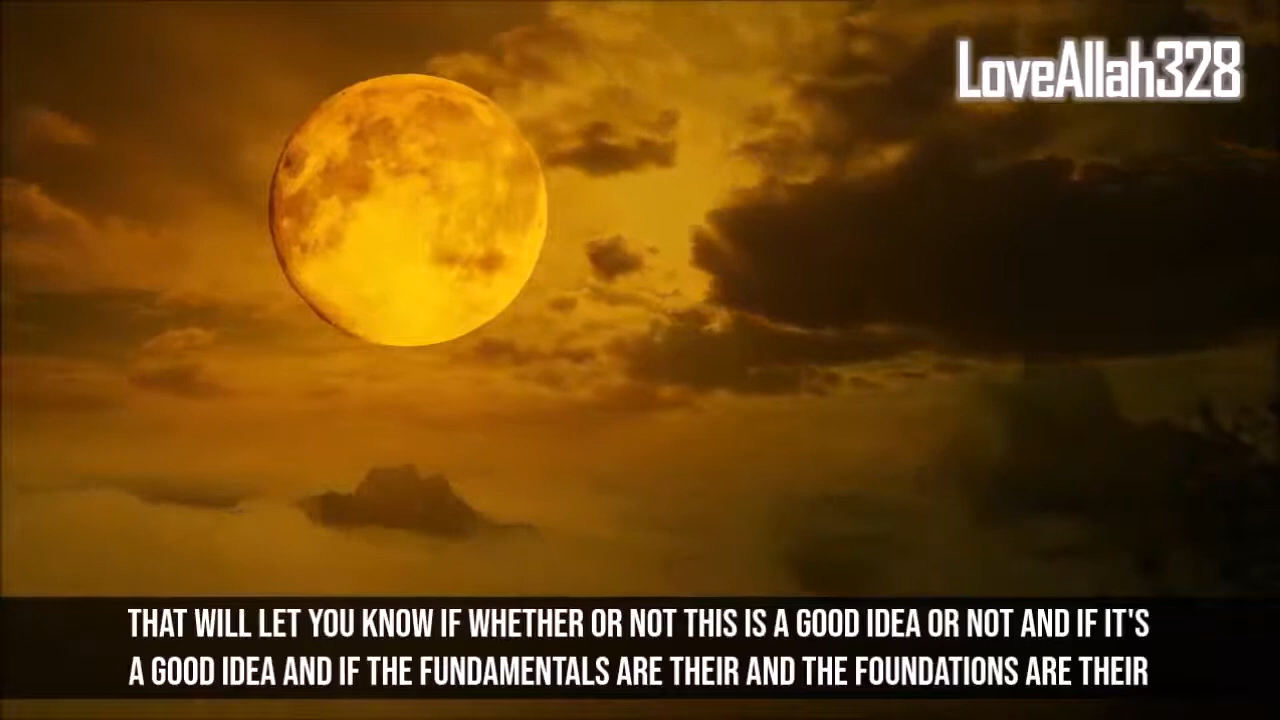 LoveAllah328
THAT WILL LET YOU KNOW IF WHETHER OR NOT THIS IS A GOOD IDEA OR NOT AND IF IT'S
A GOOD IDEA AND IF THE FUNDAMENTALS ARE THEIR AND THE FOUNDATIONS ARE THEIR